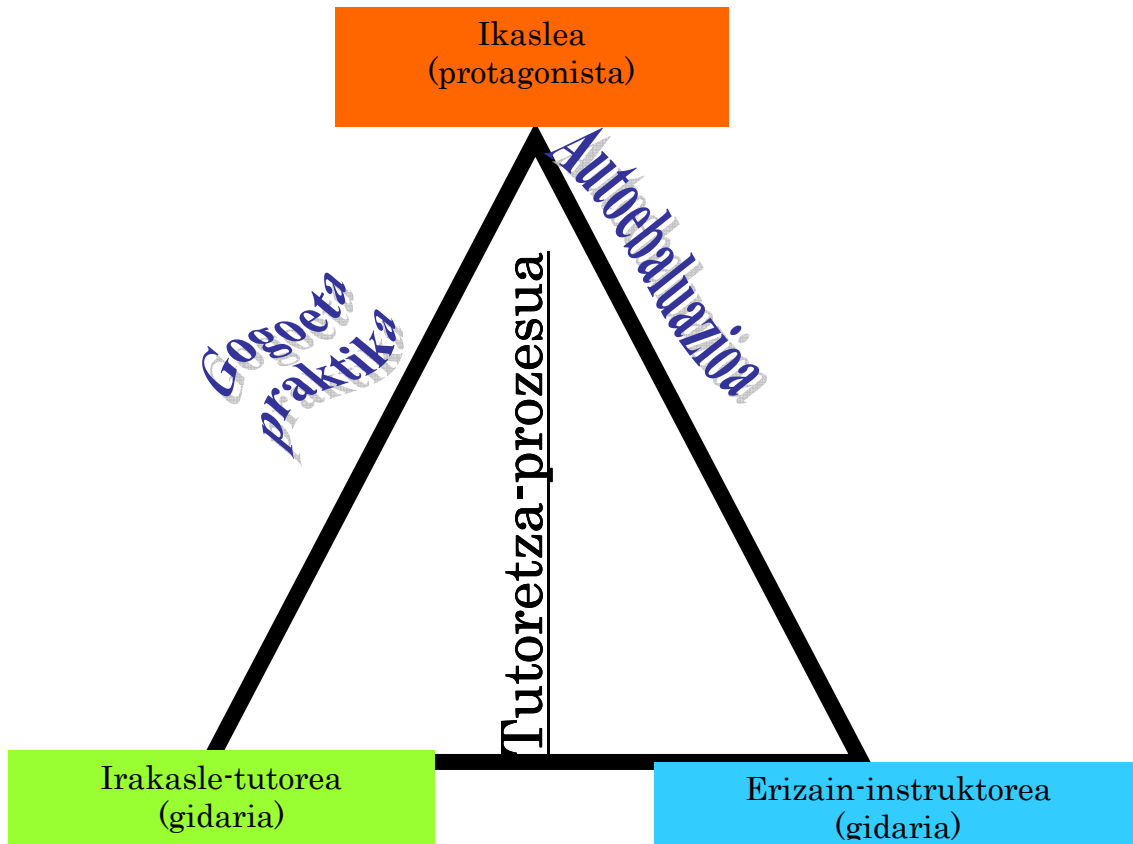 Ikaslea
(protagonista)
Autoebaluazioa
Gogoeta
praktika
Tutoretza-prozesua
Irakasle-tutorea
(gidaria)
Erizain-instruktorea
(gidaria)